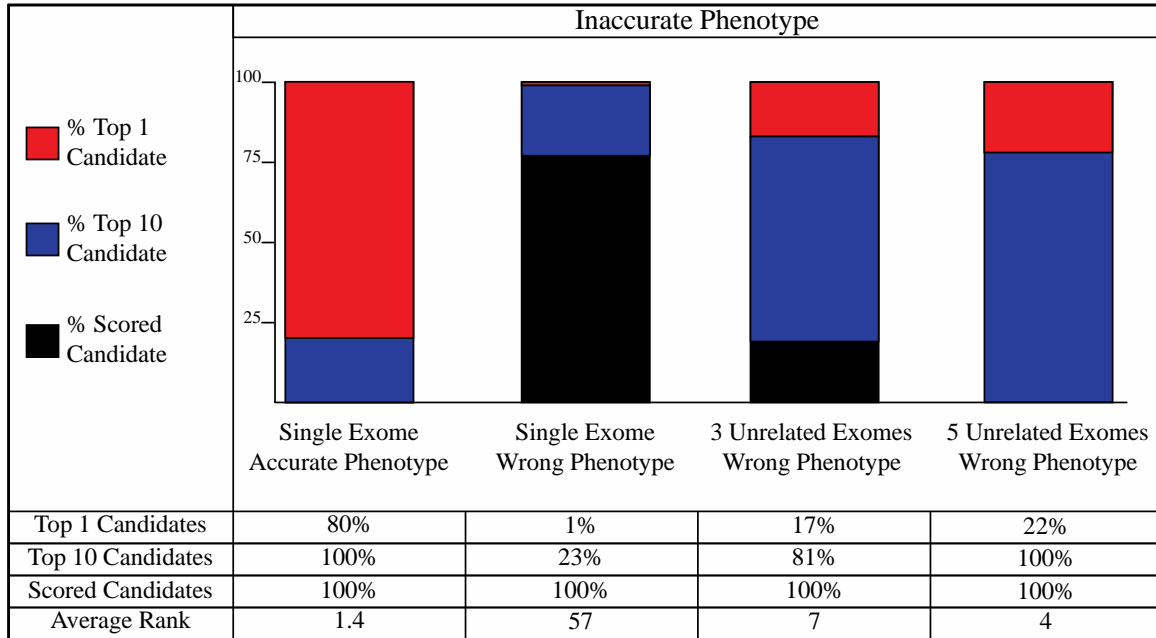 Inaccurate Phenotype
% Top 1
Candidate
% Top 10
Candidate
% Scored
Candidate
100
75
50
25
Single Exome
Accurate Phenotype
Single Exome
Wrong Phenotype
3 Unrelated Exomes
Wrong Phenotype
5 Unrelated Exomes
Wrong Phenotype
Top 1 Candidates 80% 1% 17% 22%
Top 10 Candidates 100% 23% 81% 100%
Scored Candidates 100% 100% 100% 100%
Average Rank 1.4 57 7 4